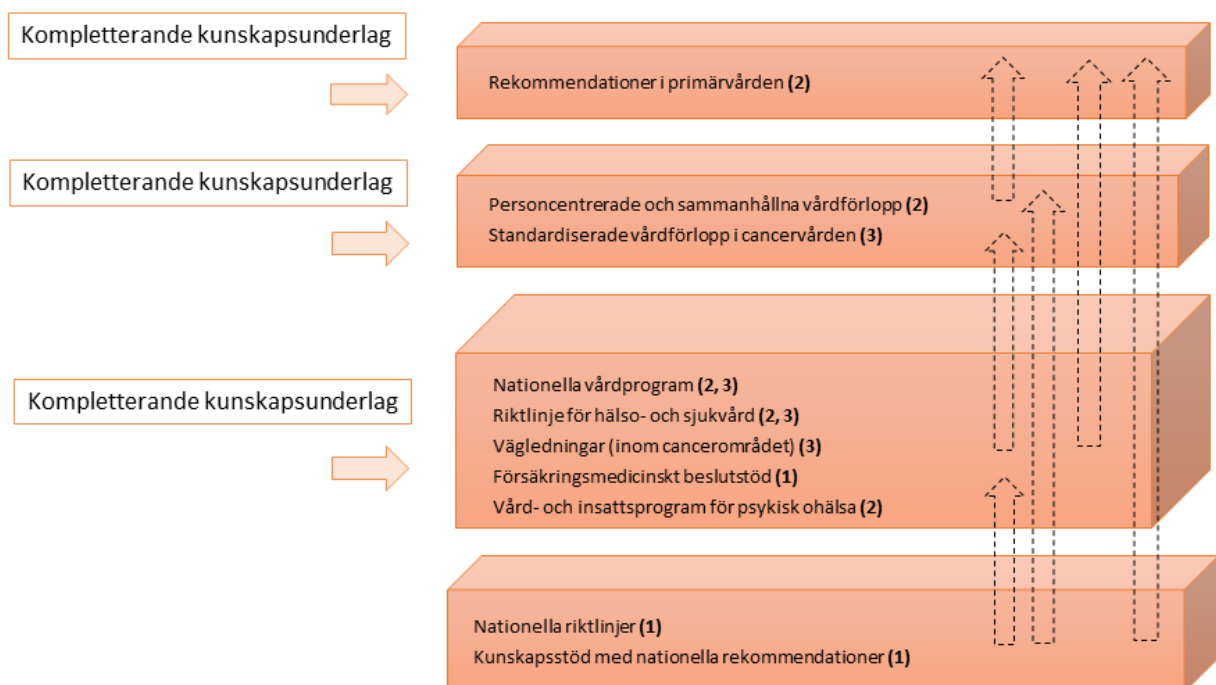 Kompletterande kunskapsunderlag
Rekommendationer i primärvården (2)
Kompletterande kunskapsunderlag
Personcentrerade och sammanhållna vårdförlopp (2)
Standardiserade vårdförlopp i cancervården (3)
Kompletterande kunskapsunderlag
Nationella vårdprogram (2, 3)
Riktlinje för hälso- och sjukvård (2, 3)
Vägledningar (inom cancerområdet) (3)
Försäkringsmedicinskt beslutstöd (1)
Vård- och insattsprogram för psykisk ohälsa (2)
Nationella riktlinjer (1)
Kunskapsstöd med nationella rekommendationer (1)